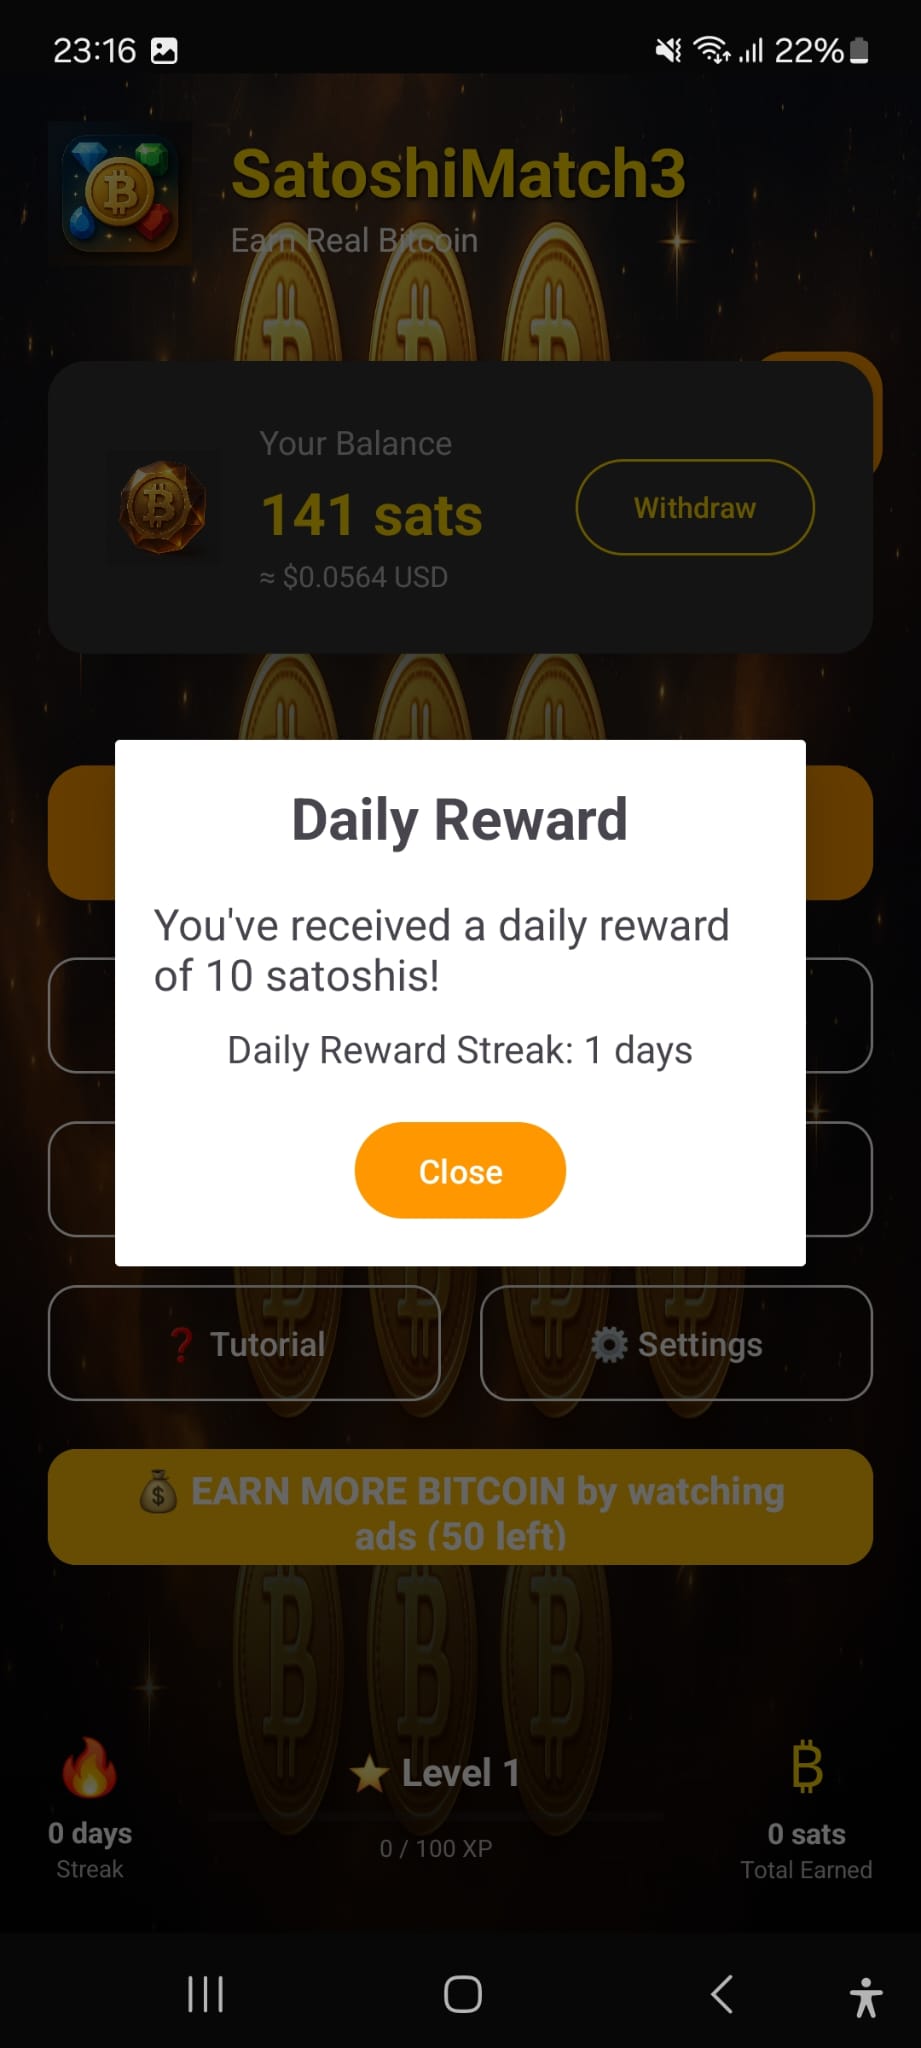 23:16
22%
SatoshiMatch3
Earn Real Bitcoin
Your Balance
141 sats
≈ $0.0564 USD
Withdraw
Daily Reward
You've received a daily reward
of 10 satoshis!
Daily Reward Streak: 1 days
Close
❓ Tutorial
⚙️ Settings
💰 EARN MORE BITCOIN by watching
ads (50 left)
0 days
Streak
⭐ Level 1
0 / 100 XP
₿
0 sats
Total Earned